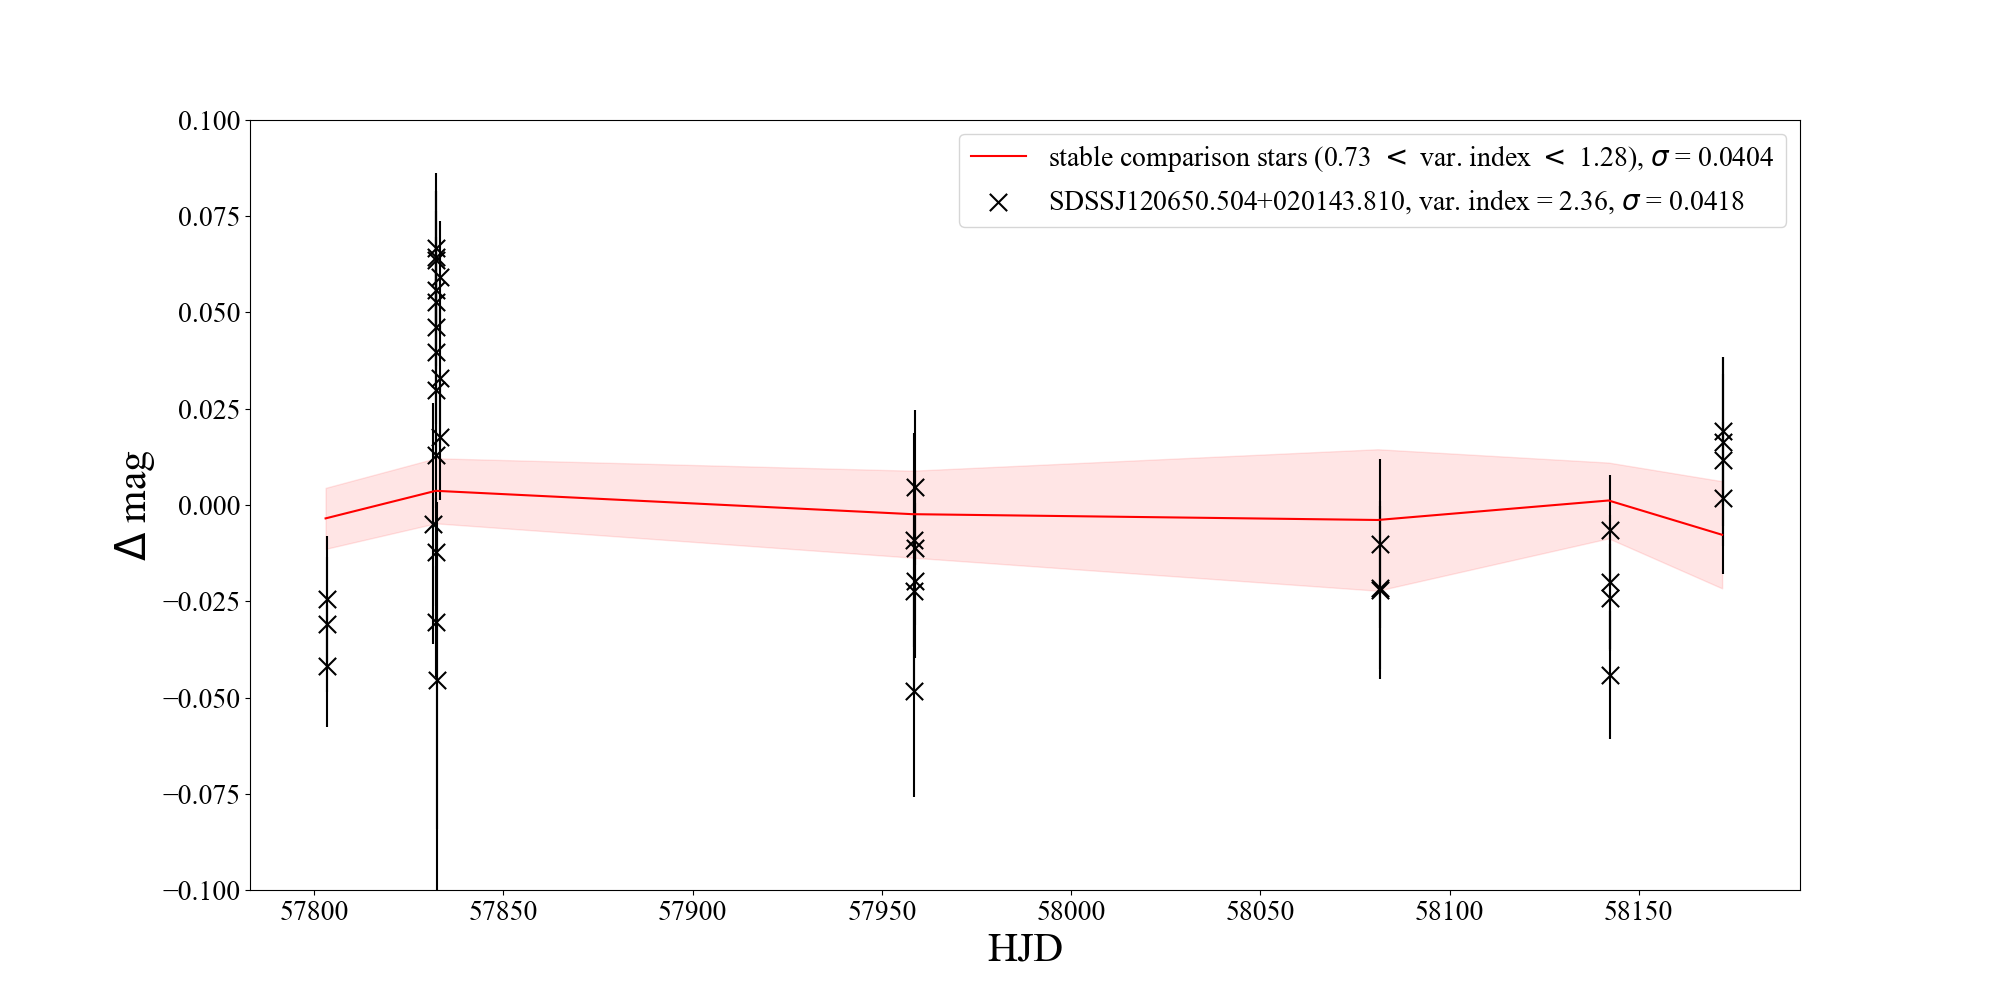 0.100
0.075
0.050
0.025
0.000
−0.025
−0.050
−0.075
−0.100
Δ mag
stable comparison stars (0.73 < var. index < 1.28), σ = 0.0404
SDSSJ120650.504+020143.810, var. index = 2.36, σ = 0.0418
57800 57850 57900 57950 58000 58050 58100 58150
HJD